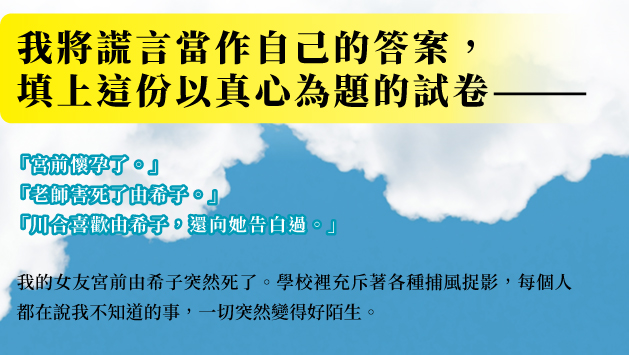 我將謊言當作自己的答案，
填上這份以真心為題的試卷———
「宮前懷孕了。」
「老師害死了由希子。」
「川合喜歡由希子，還向她告白過。」
我的女友宮前由希子突然死了。學校裡充斥著各種捕風捉影，每個人
都在說我不知道的事，一切突然變得好陌生。